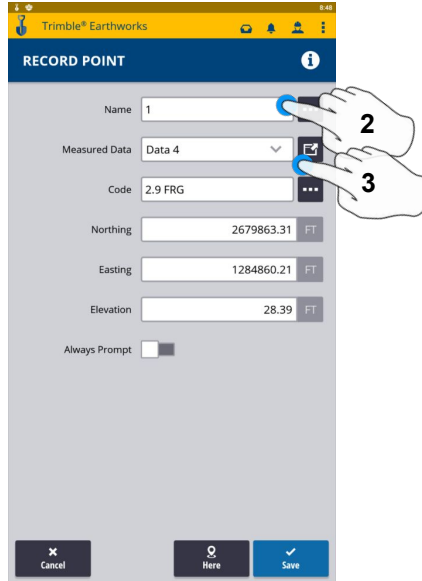 8:48
Trimble® Earthworks
RECORD POINT
Name 1
2
Measured Data Data 4
Code 2.9 FRG
3
Northing 2679863.31 FT
Easting 1284860.21 FT
Elevation 28.39 FT
Always Prompt
Cancel Here Save